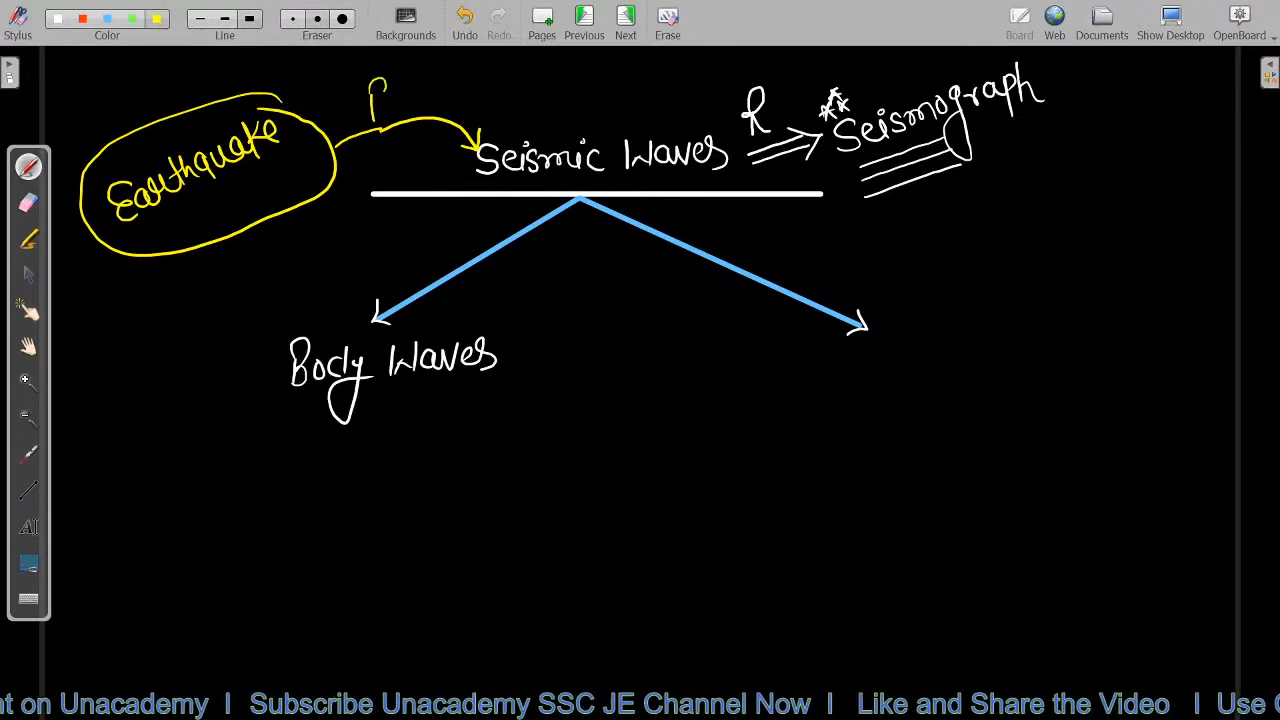 Stylus Color Line Eraser Backgrounds Undo Redo Pages Previous Next Erase Board Web Documents Show Desktop OpenBoard
Earthquake
Seismic Waves R Seismograph
Body Waves
nt on Unacademy I Subscribe Unacademy SSC JE Channel Now I Like and Share the Video I Use